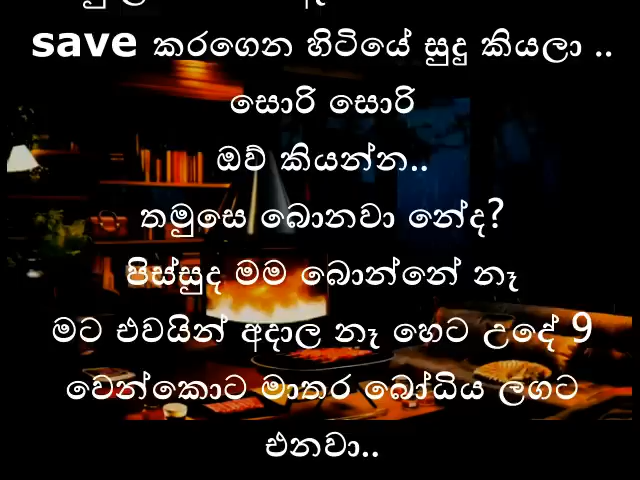 save කරගෙන හිටියේ සුදු කියලා ..
සොරි සොරි
ඔව් කියන්න..
තමුසෙ බොනවා නේද?
පිස්සුද මම බොන්නේ නෑ
මට එවයින් අදාල නෑ හෙට උදේ 9
වෙන්කොට මාතර බෝධිය ලගට
එනවා..